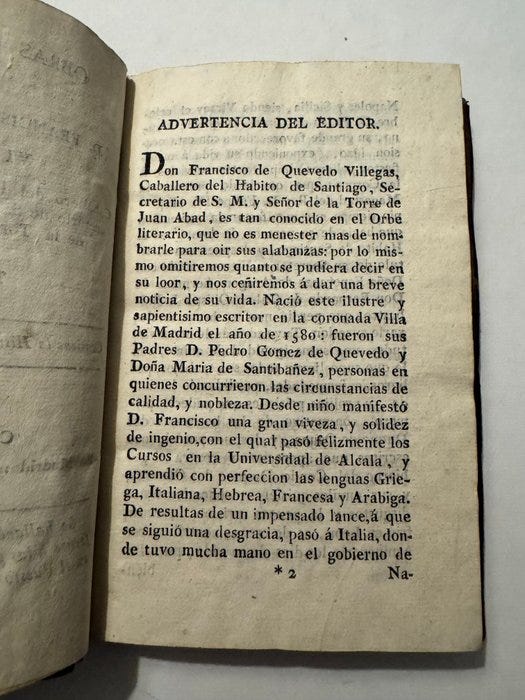 ADVERTENCIA DEL EDITOR.
Don Francisco de Quevedo Villegas,
Caballero del Habito de Santiago, Se-
cretario de S. M. y Señor de la Torre de
Juan Abad, es tan conocido en el Orbe
literario, que no es menester mas de nom-
brarle para oir sus alabanzas: por lo mis-
mo omitiremos quanto se pudiera decir en
su loor, y nos ceñiremos á dar una breve
noticia de su vida. Nació este ilustre y
sapientisimo escritor en la coronada Villa
de Madrid el año de 1580: fueron sus
Padres D. Pedro Gomez de Quevedo y
Doña Maria de Santibañez, personas en
quienes concurrieron las circunstancias de
calidad, y nobleza. Desde niño manifestó
D. Francisco una gran viveza, y solidez
de ingenio, con el qual pasó felizmente los
Cursos en la Universidad de Alcala, y
aprendió con perfeccion las lenguas Grie-
ga, Italiana, Hebrea, Francesa y Arabiga.
De resultas de un impensado lance, á que
se siguió una desgracia, pasó á Italia, don-
de tuvo mucha mano en el gobierno de
* 2 Na-